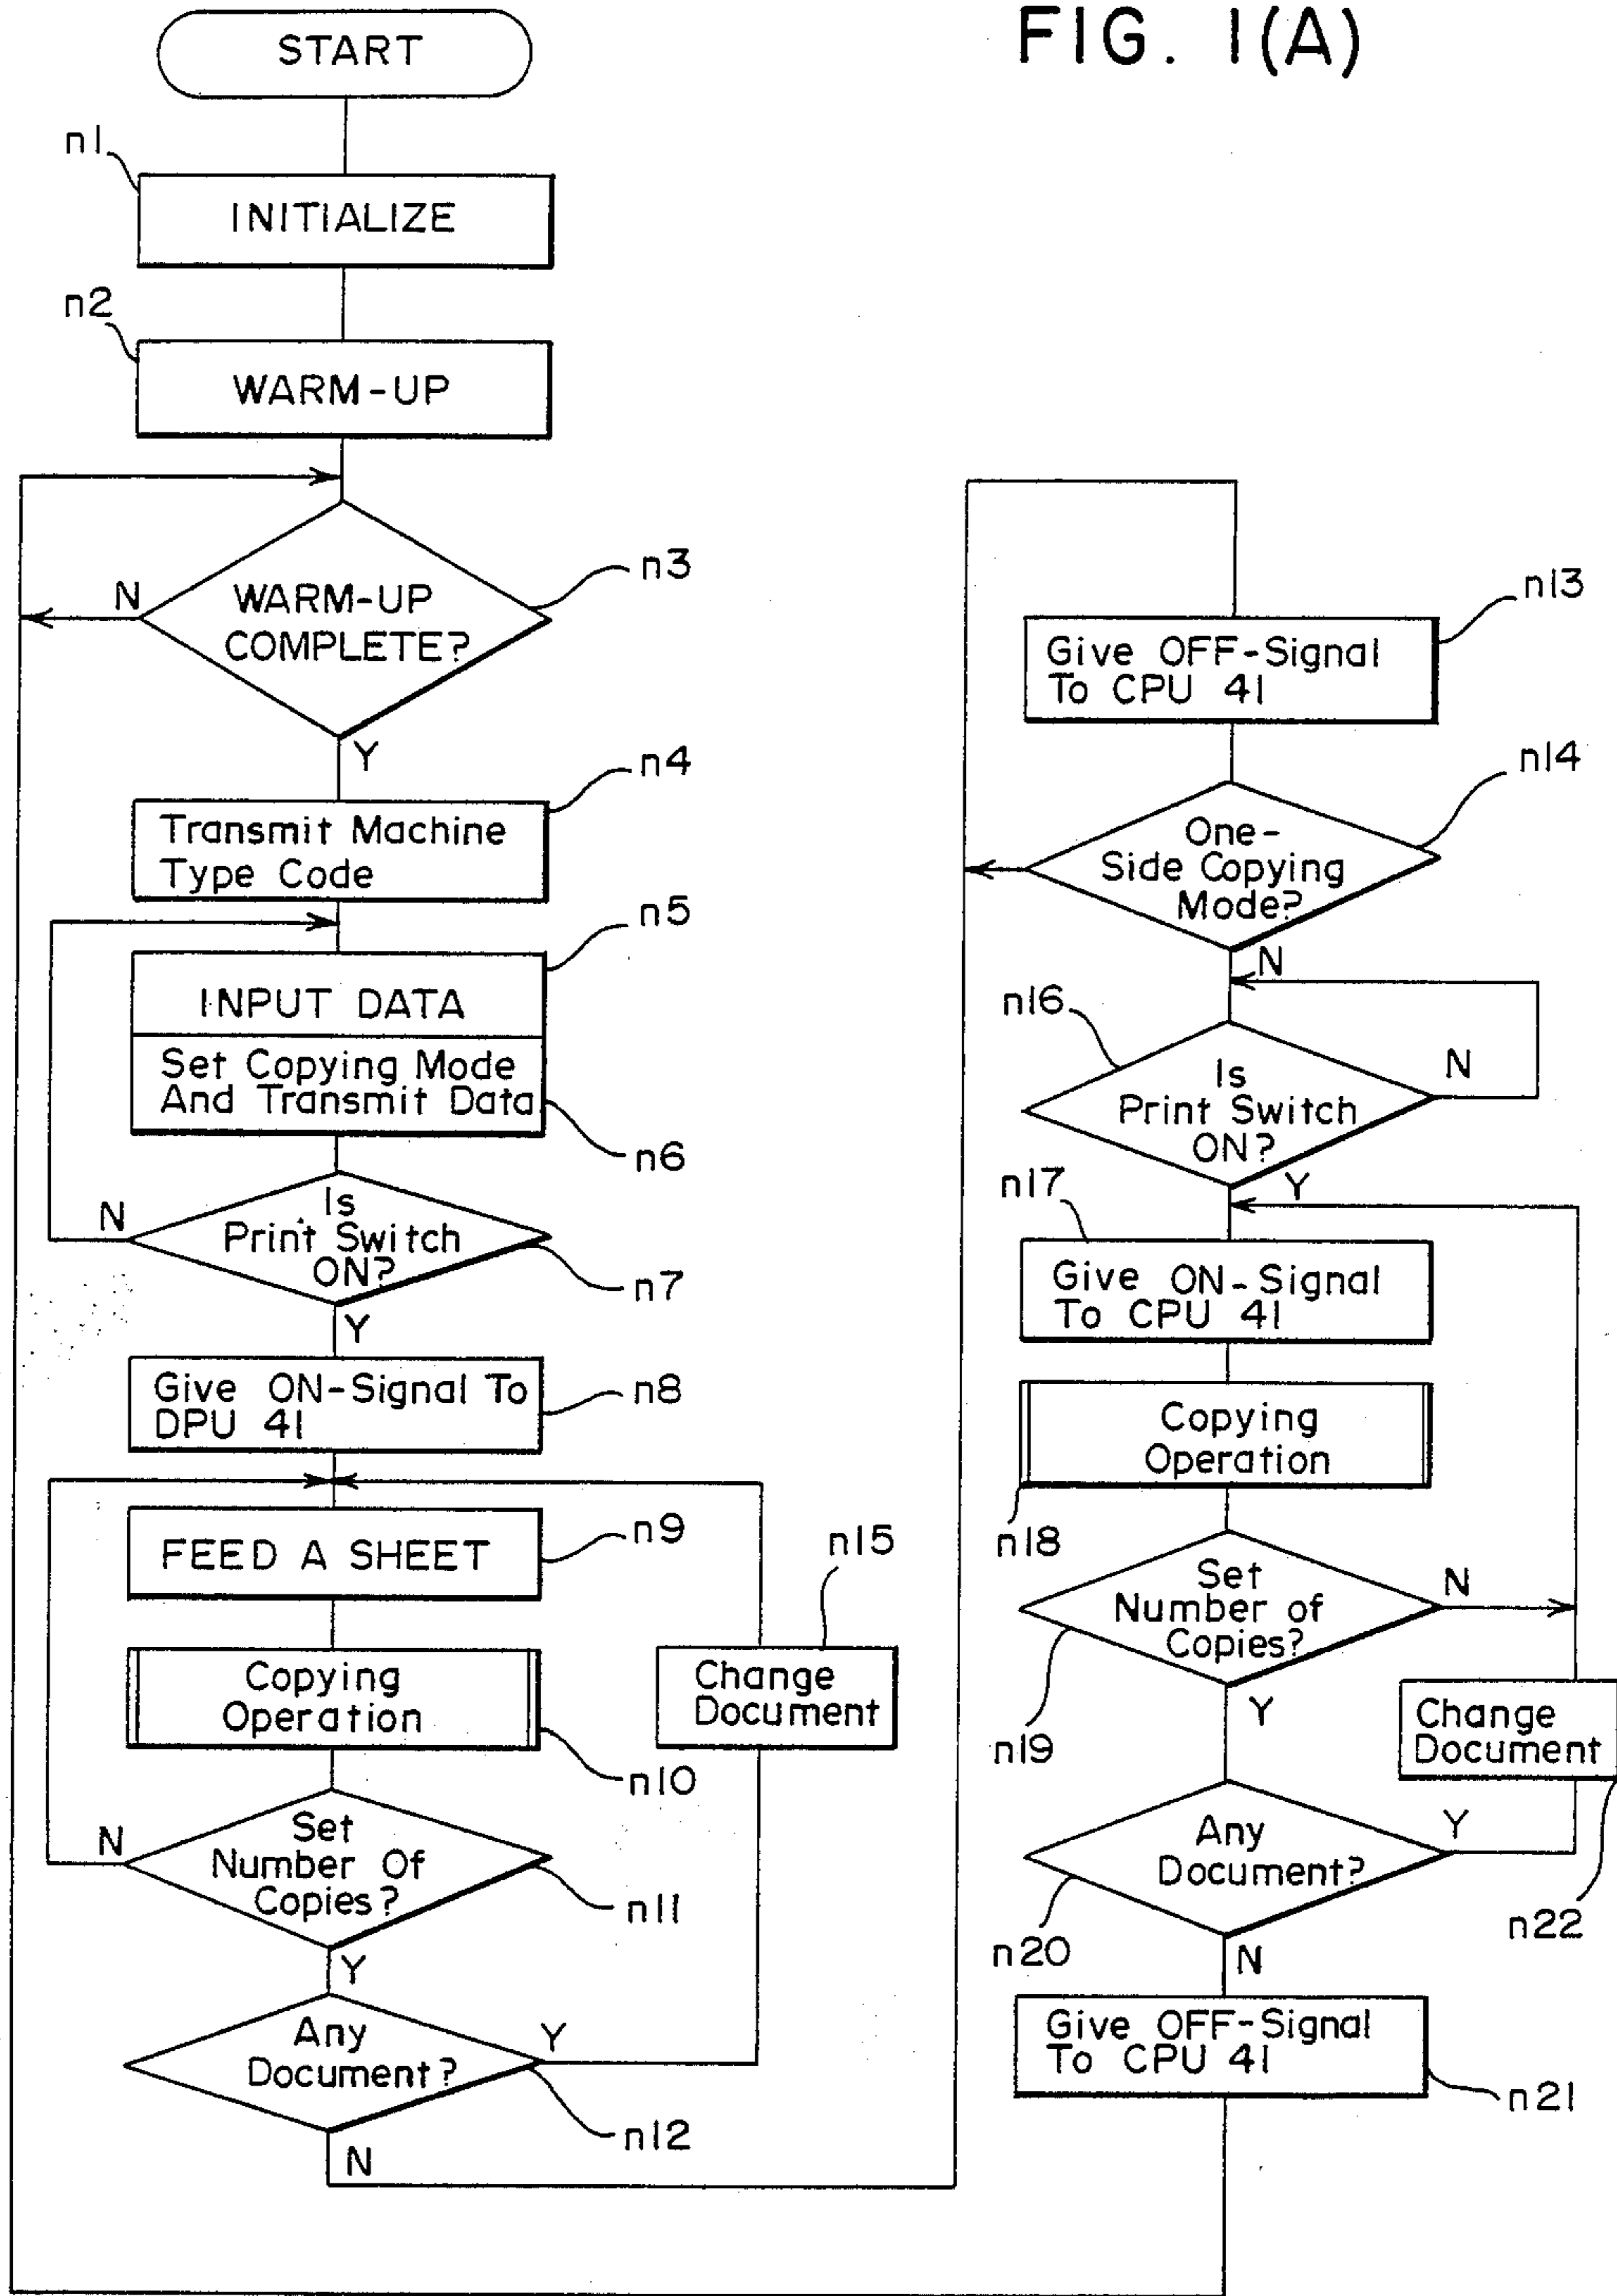 FIG. 1(A)
START
n1
INITIALIZE
n2
WARM-UP
n3
WARM-UP
COMPLETE?
N
Y
n4
Transmit Machine
Type Code
n5
INPUT DATA
Set Copying Mode
And Transmit Data
n6
Is
Print Switch
ON?
N
n7
Y
Give ON-Signal To
DPU 41
n8
FEED A SHEET
n9
Copying
Operation
n10
Set
Number Of
Copies?
N
n11
Y
Any
Document?
Y
n12
N
n15
Change
Document
n13
Give OFF-Signal
To CPU 41
n14
One-
Side Copying
Mode?
N
n16
Is
Print Switch
ON?
N
Y
n17
Give ON-Signal
To CPU 41
Copying
Operation
n18
Set
Number of
Copies?
N
n19
Y
Change
Document
n22
Any
Document?
Y
n20
N
Give OFF-Signal
To CPU 41
n21